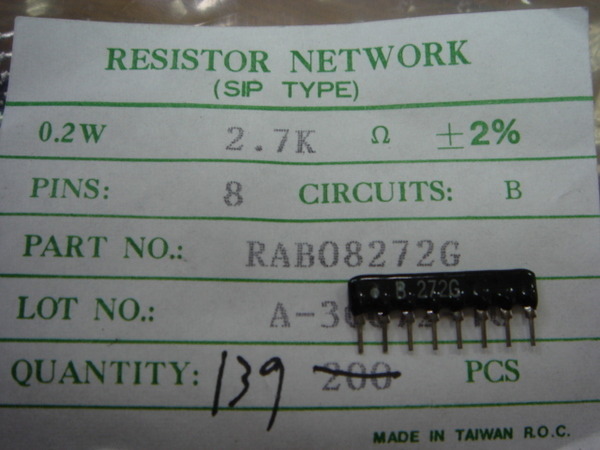 RESISTOR NETWORK
(SIP TYPE)
0.2W 2.7K Ω ±2%
PINS: 8 CIRCUITS: B
PART NO.: RAB08272G
B 272G
LOT NO.:
QUANTITY: 139 200 PCS
MADE IN TAIWAN R.O.C.